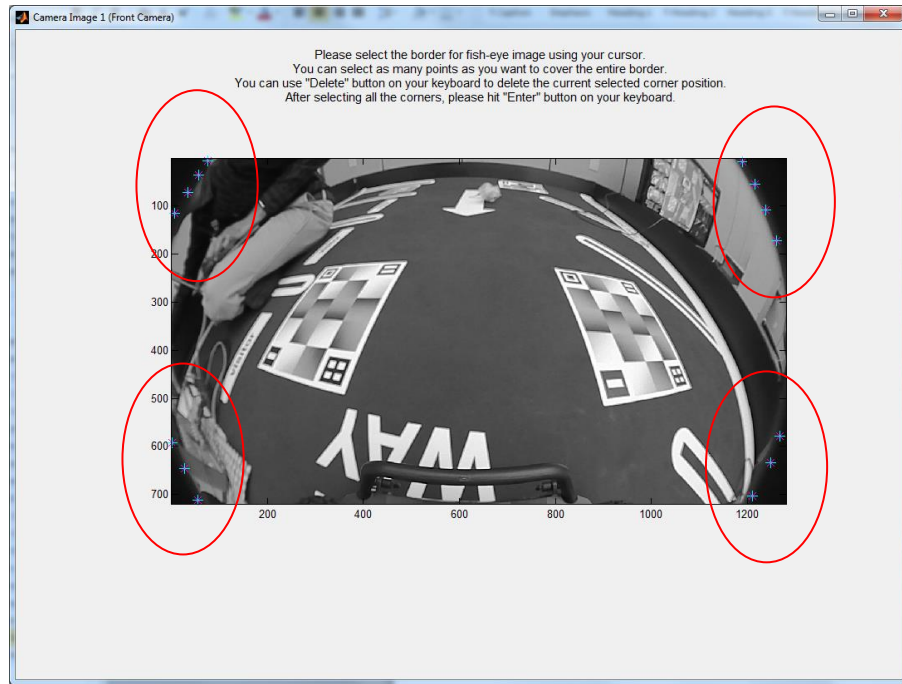 Camera Image 1 (Front Camera)
Please select the border for fish-eye image using your cursor.
You can select as many points as you want to cover the entire border.
You can use "Delete" button on your keyboard to delete the current selected corner position.
After selecting all the corners, please hit "Enter" button on your keyboard.
100
200
300
400
500
600
700
visitor
WAY
200
400
600
800
1000
1200